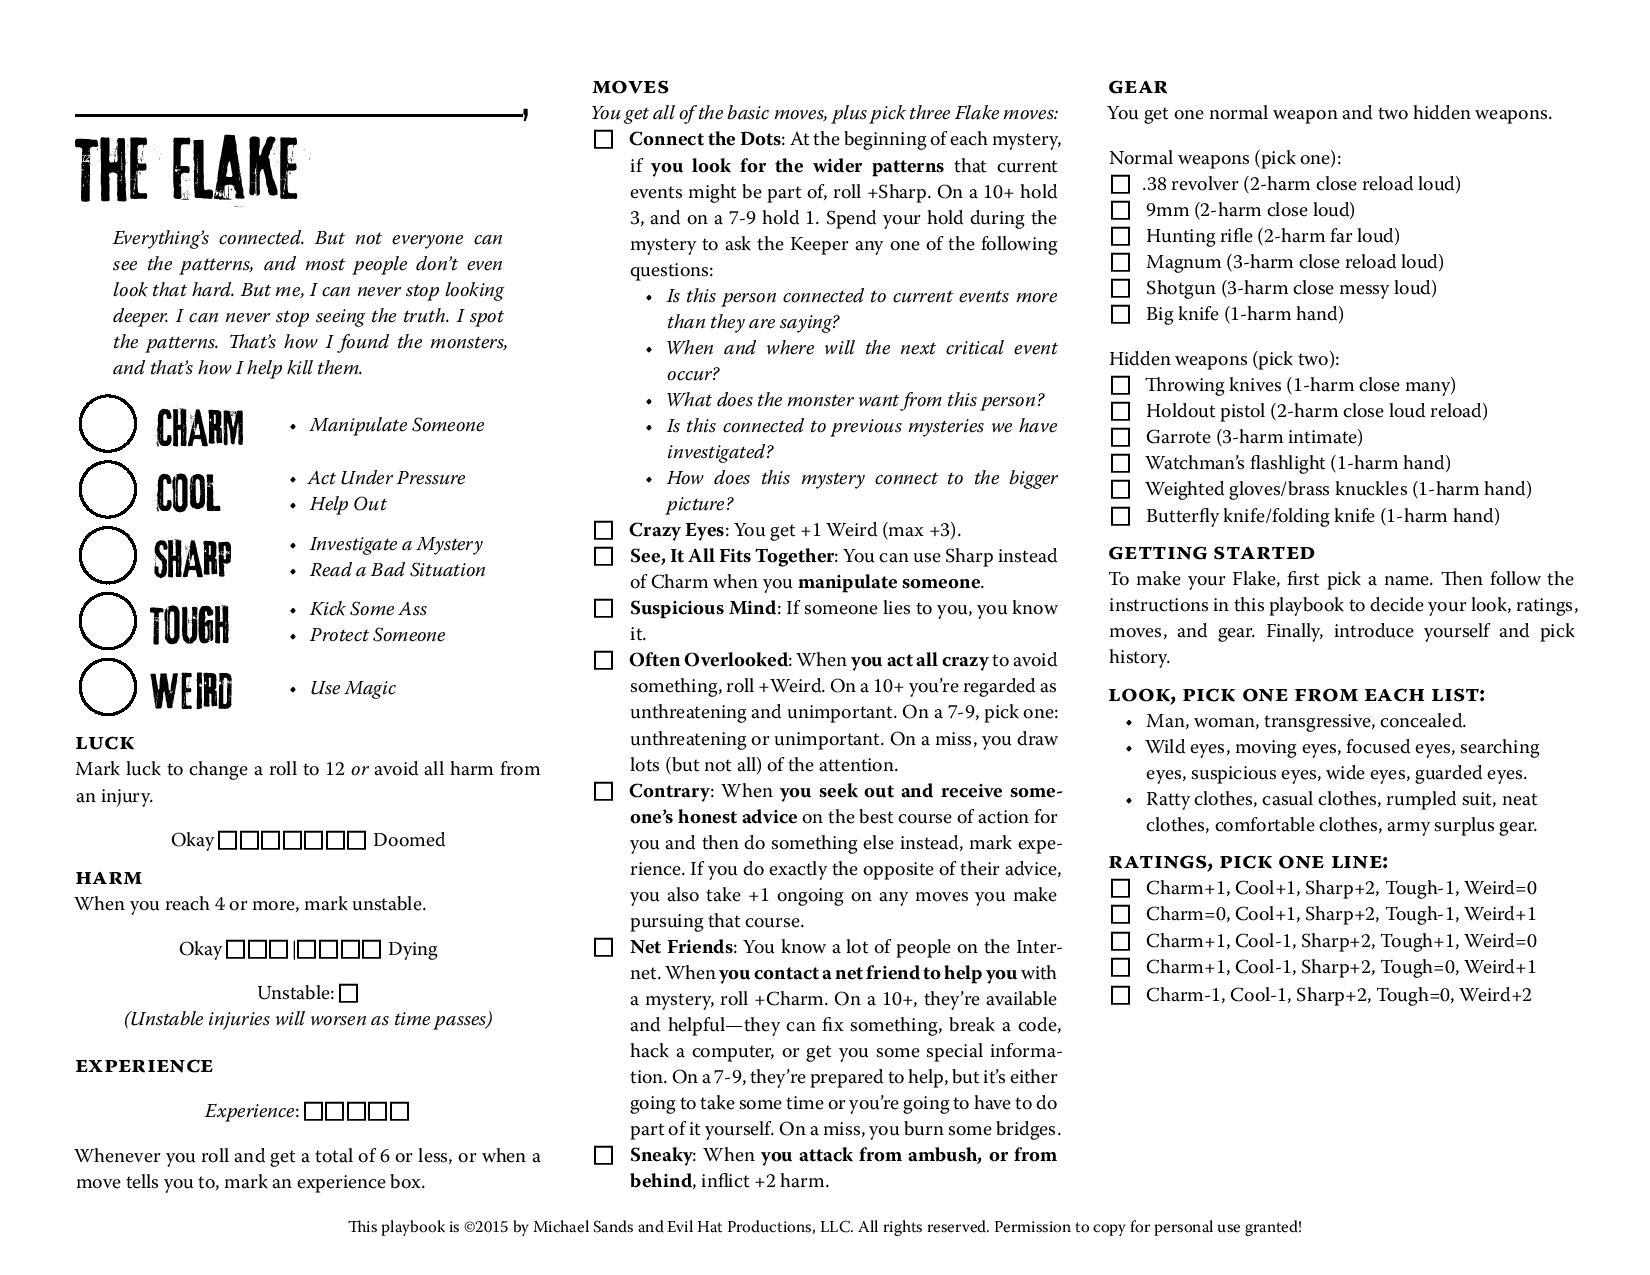 ,
THE FLAKE
Everything's connected. But not everyone can
see the patterns, and most people don't even
look that hard. But me, I can never stop looking
deeper. I can never stop seeing the truth. I spot
the patterns. That's how I found the monsters,
and that's how I help kill them.
CHARM
• Manipulate Someone
COOL
• Act Under Pressure
• Help Out
SHARP
• Investigate a Mystery
• Read a Bad Situation
TOUGH
• Kick Some Ass
• Protect Someone
WEIRD
• Use Magic
LUCK
Mark luck to change a roll to 12 or avoid all harm from
an injury.
Okay □□□□□□□ Doomed
HARM
When you reach 4 or more, mark unstable.
Okay □□□|□□□□ Dying
Unstable: □
(Unstable injuries will worsen as time passes)
EXPERIENCE
Experience: □□□□□
Whenever you roll and get a total of 6 or less, or when a
move tells you to, mark an experience box.
MOVES
You get all of the basic moves, plus pick three Flake moves:
□ Connect the Dots: At the beginning of each mystery,
if you look for the wider patterns that current
events might be part of, roll +Sharp. On a 10+ hold
3, and on a 7-9 hold 1. Spend your hold during the
mystery to ask the Keeper any one of the following
questions:
• Is this person connected to current events more
than they are saying?
• When and where will the next critical event
occur?
• What does the monster want from this person?
• Is this connected to previous mysteries we have
investigated?
• How does this mystery connect to the bigger
picture?
□ Crazy Eyes: You get +1 Weird (max +3).
□ See, It All Fits Together: You can use Sharp instead
of Charm when you manipulate someone.
□ Suspicious Mind: If someone lies to you, you know
it.
□ Often Overlooked: When you act all crazy to avoid
something, roll +Weird. On a 10+ you're regarded as
unthreatening and unimportant. On a 7-9, pick one:
unthreatening or unimportant. On a miss, you draw
lots (but not all) of the attention.
□ Contrary: When you seek out and receive some-
one's honest advice on the best course of action for
you and then do something else instead, mark expe-
rience. If you do exactly the opposite of their advice,
you also take +1 ongoing on any moves you make
pursuing that course.
□ Net Friends: You know a lot of people on the Inter-
net. When you contact a net friend to help you with
a mystery, roll +Charm. On a 10+, they're available
and helpful—they can fix something, break a code,
hack a computer, or get you some special informa-
tion. On a 7-9, they're prepared to help, but it's either
going to take some time or you're going to have to do
part of it yourself. On a miss, you burn some bridges.
□ Sneaky: When you attack from ambush, or from
behind, inflict +2 harm.
GEAR
You get one normal weapon and two hidden weapons.
Normal weapons (pick one):
□ .38 revolver (2-harm close reload loud)
□ 9mm (2-harm close loud)
□ Hunting rifle (2-harm far loud)
□ Magnum (3-harm close reload loud)
□ Shotgun (3-harm close messy loud)
□ Big knife (1-harm hand)
Hidden weapons (pick two):
□ Throwing knives (1-harm close many)
□ Holdout pistol (2-harm close loud reload)
□ Garrote (3-harm intimate)
□ Watchman's flashlight (1-harm hand)
□ Weighted gloves/brass knuckles (1-harm hand)
□ Butterfly knife/folding knife (1-harm hand)
GETTING STARTED
To make your Flake, first pick a name. Then follow the
instructions in this playbook to decide your look, ratings,
moves, and gear. Finally, introduce yourself and pick
history.
LOOK, PICK ONE FROM EACH LIST:
• Man, woman, transgressive, concealed.
• Wild eyes, moving eyes, focused eyes, searching
eyes, suspicious eyes, wide eyes, guarded eyes.
• Ratty clothes, casual clothes, rumpled suit, neat
clothes, comfortable clothes, army surplus gear.
RATINGS, PICK ONE LINE:
□ Charm+1, Cool+1, Sharp+2, Tough-1, Weird=0
□ Charm=0, Cool+1, Sharp+2, Tough-1, Weird+1
□ Charm+1, Cool-1, Sharp+2, Tough+1, Weird=0
□ Charm+1, Cool-1, Sharp+2, Tough=0, Weird+1
□ Charm-1, Cool-1, Sharp+2, Tough=0, Weird+2
This playbook is ©2015 by Michael Sands and Evil Hat Productions, LLC. All rights reserved. Permission to copy for personal use granted!